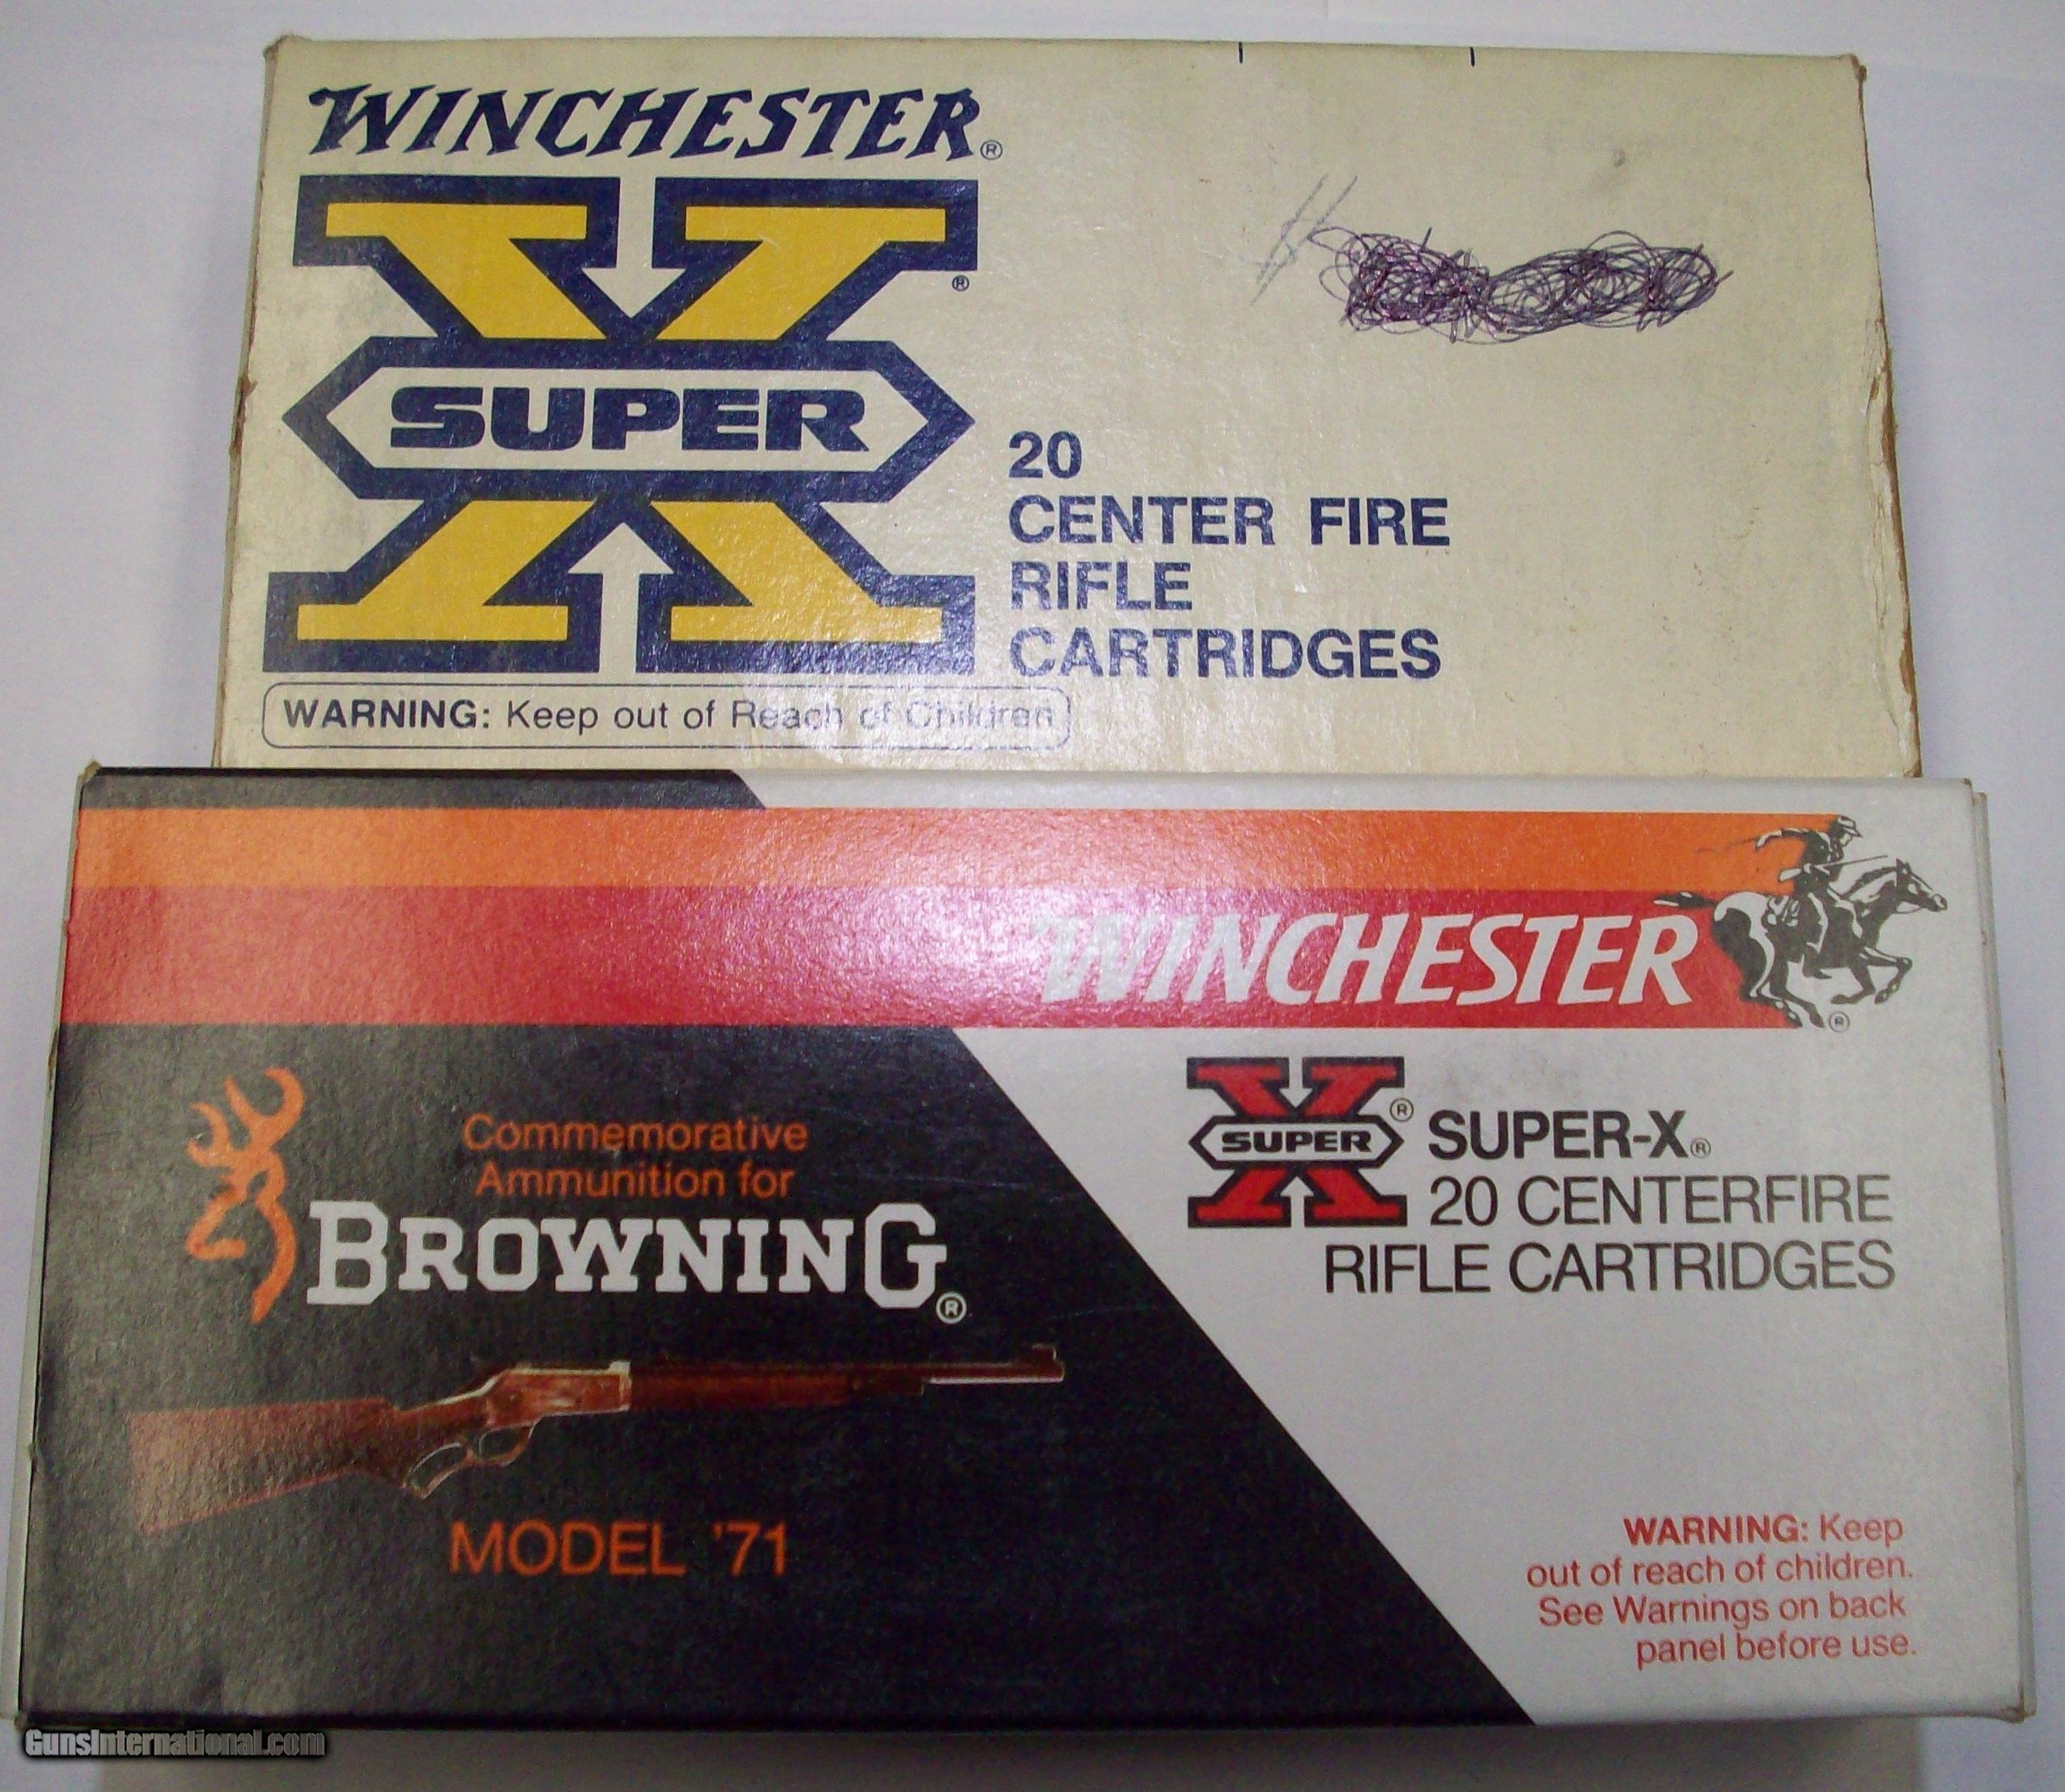 WINCHESTER®
SUPER ®
20
CENTER FIRE
RIFLE
CARTRIDGES
WARNING: Keep out of Reach of Children
WINCHESTER
®
Commemorative
Ammunition for
BROWNING®
MODEL '71
SUPER ®
SUPER-X®
20 CENTERFIRE
RIFLE CARTRIDGES
WARNING: Keep
out of reach of children.
See Warnings on back
panel before use.
GunsInternational.com